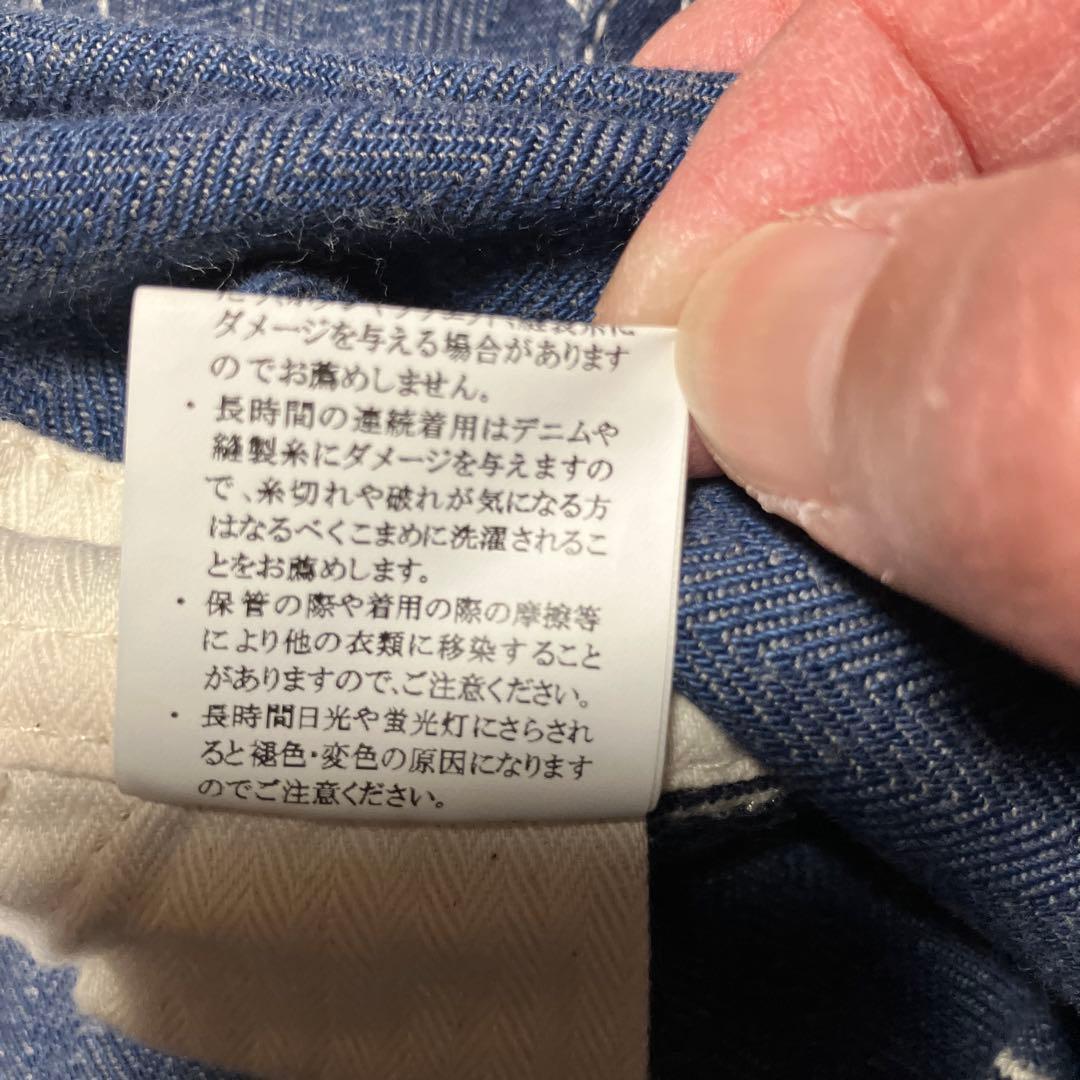 ダメージを与える場合があります
のでお薦めしません。
・長時間の連続着用はデニムや
縫製糸にダメージを与えますの
で、糸切れや破れが気になる方
はなるべくこまめに洗濯されるこ
とをお薦めします。
・保管の際や着用の際の摩擦等
により他の衣類に移染すること
がありますので、ご注意ください。
・長時間日光や蛍光灯にさらされ
ると褪色・変色の原因になります
のでご注意ください。